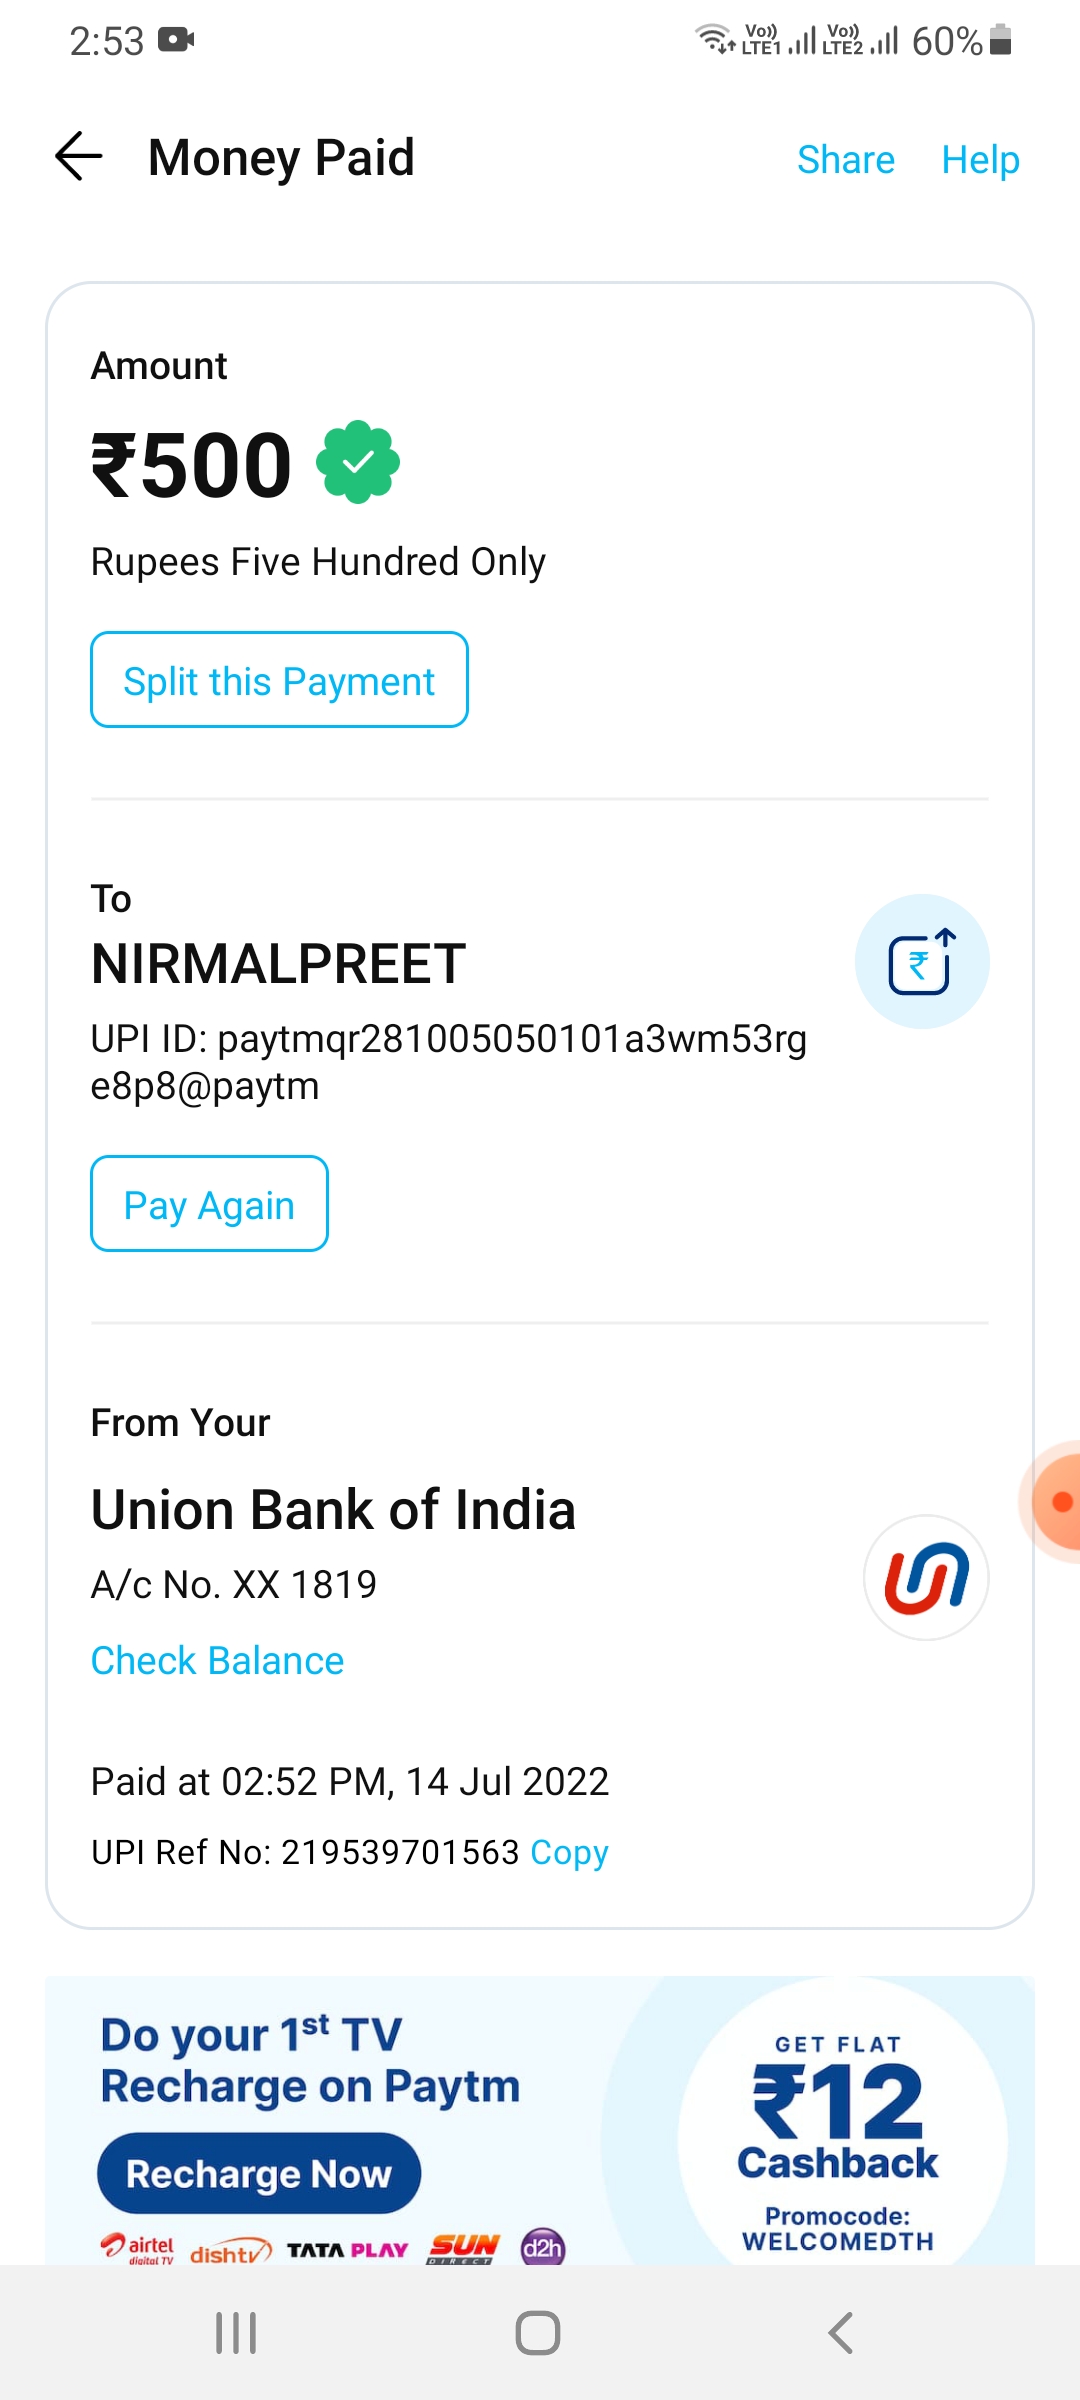 2:53
Vo)) LTE1 Vo)) LTE2 60%
Money Paid
Share Help
Amount
₹500
Rupees Five Hundred Only
Split this Payment
To
NIRMALPREET
UPI ID: paytmqr281005050101a3wm53rg
e8p8@paytm
Pay Again
From Your
Union Bank of India
A/c No. XX 1819
Check Balance
Paid at 02:52 PM, 14 Jul 2022
UPI Ref No: 219539701563 Copy
Do your 1st TV
Recharge on Paytm
Recharge Now
airtel digital TV dishtv TATA PLAY SUN DIRECT d2h
GET FLAT
₹12
Cashback
Promocode:
WELCOMEDTH